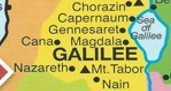 Chorazin
Capernaum
Gennesaret
Sea of Galilee
Cana
Magdala
GALILEE
Nazareth
Mt. Tabor
Nain